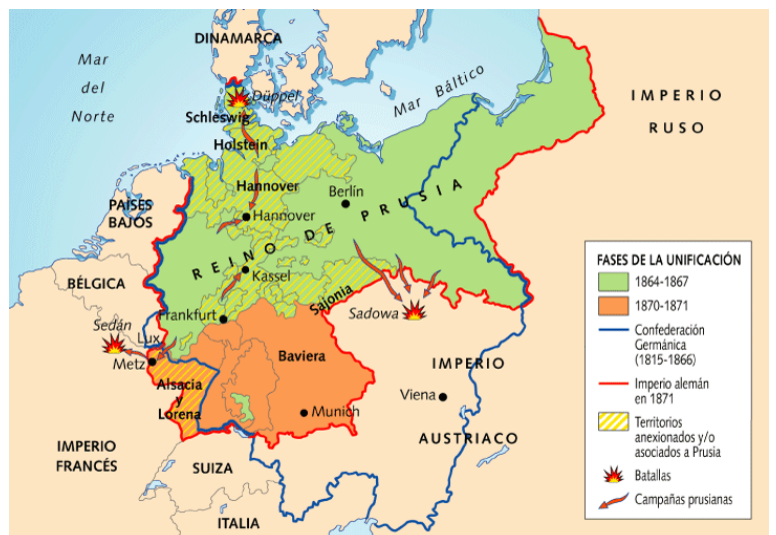 DINAMARCA
Mar
del
Norte
Düppel
Mar Báltico
IMPERIO
RUSO
Schleswig
Holstein
Hannover
Berlín
PAÍSES
BAJOS
Hannover
REINO DE PRUSIA
BÉLGICA
Kassel
Sajonia
Sadowa
Sedán
Frankfurt
Lux.
Metz
Baviera
IMPERIO
Alsacia
y
Lorena
Viena
Munich
AUSTRIACO
IMPERIO
FRANCÉS
SUIZA
ITALIA
FASES DE LA UNIFICACIÓN
1864-1867
1870-1871
Confederación
Germánica
(1815-1866)
Imperio alemán
en 1871
Territorios
anexionados y/o
asociados a Prusia
Batallas
Campañas prusianas